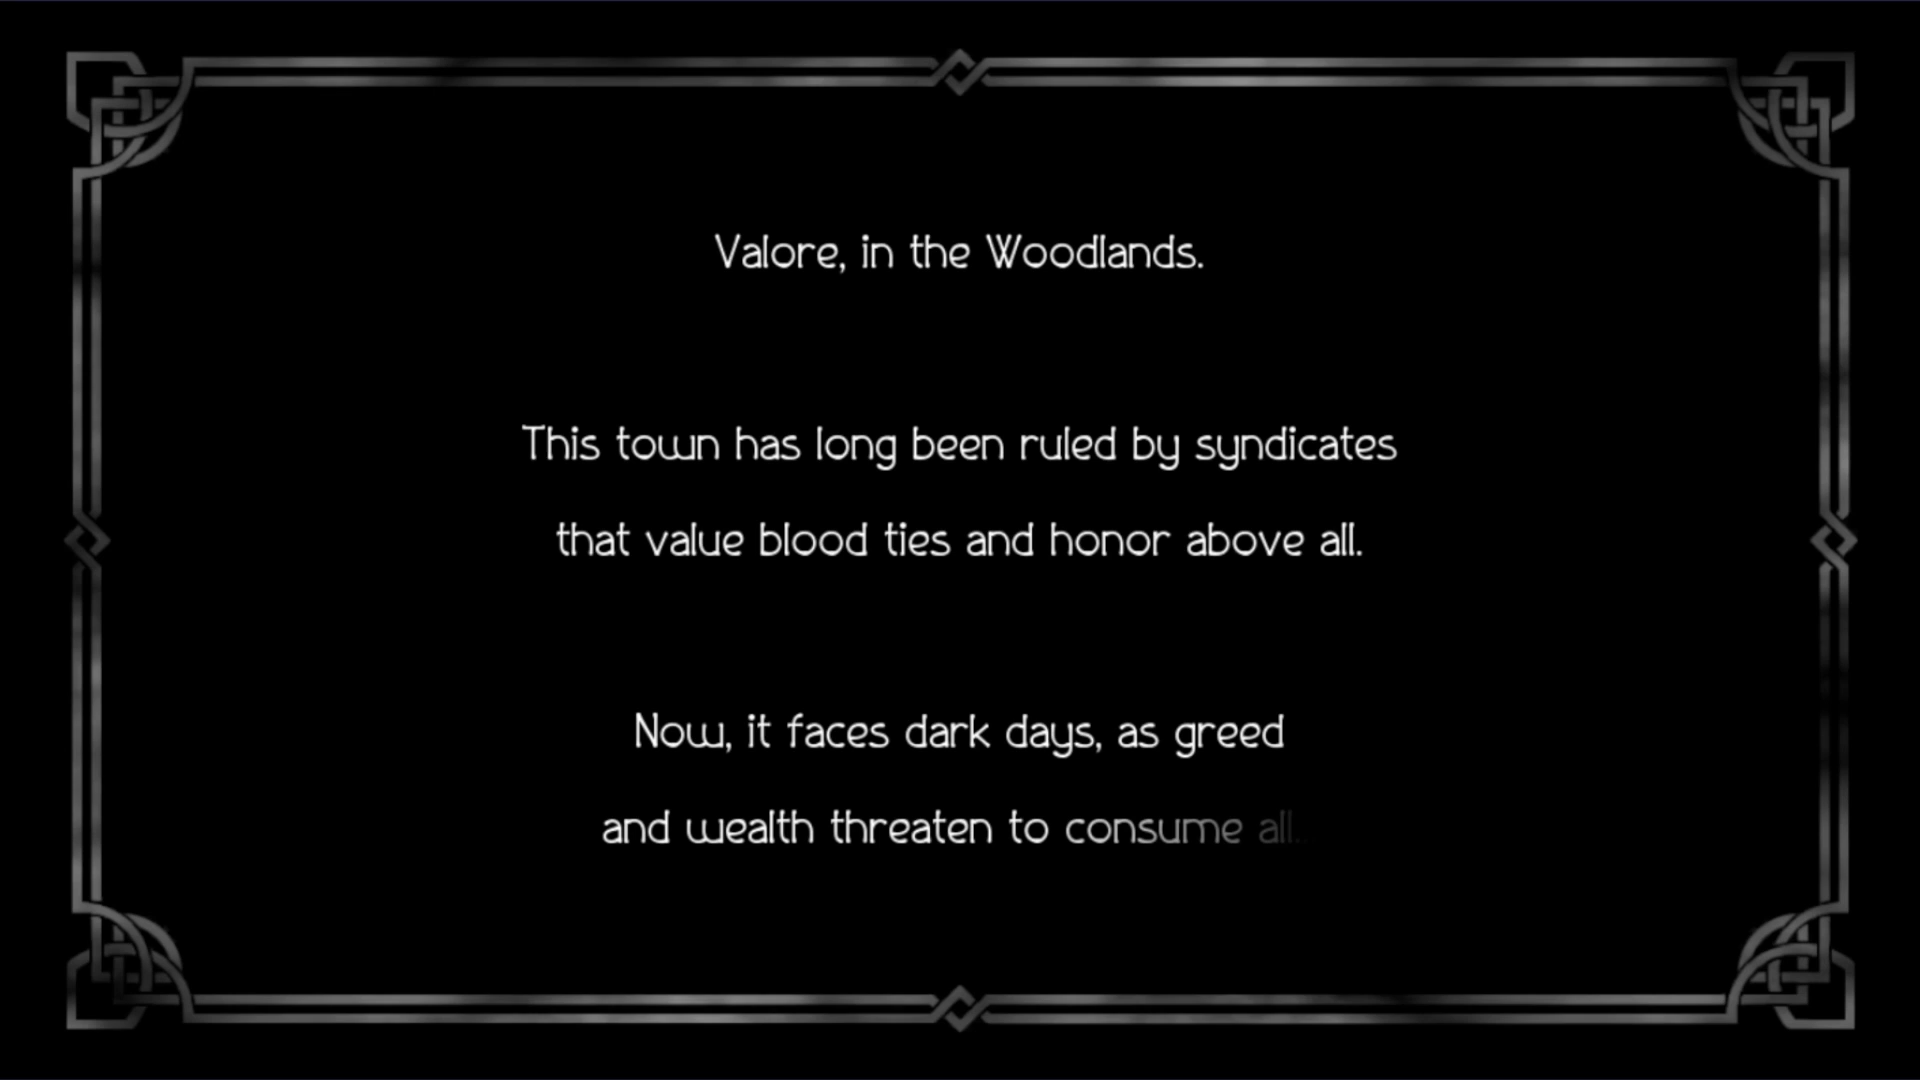 Valore, in the Woodlands.
This town has long been ruled by syndicates
that value blood ties and honor above all.
Now, it faces dark days, as greed
and wealth threaten to consume all.